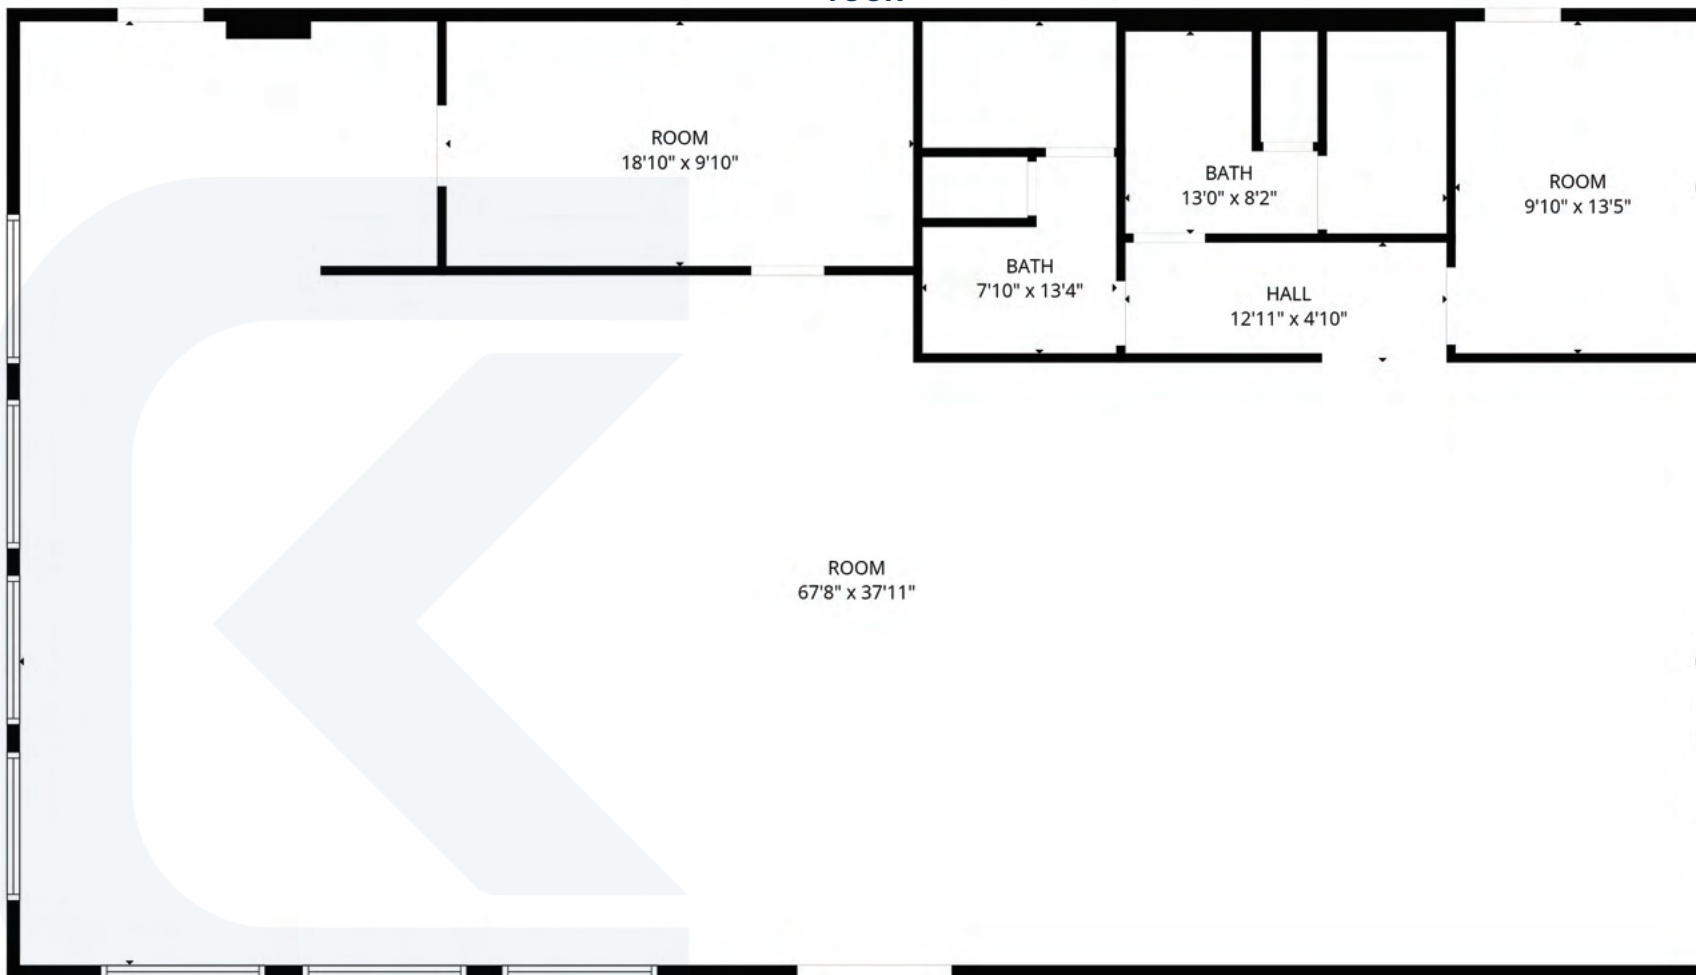 ROOM
18'10" x 9'10"
BATH
13'0" x 8'2"
ROOM
9'10" x 13'5"
BATH
7'10" x 13'4"
HALL
12'11" x 4'10"
ROOM
67'8" x 37'11"